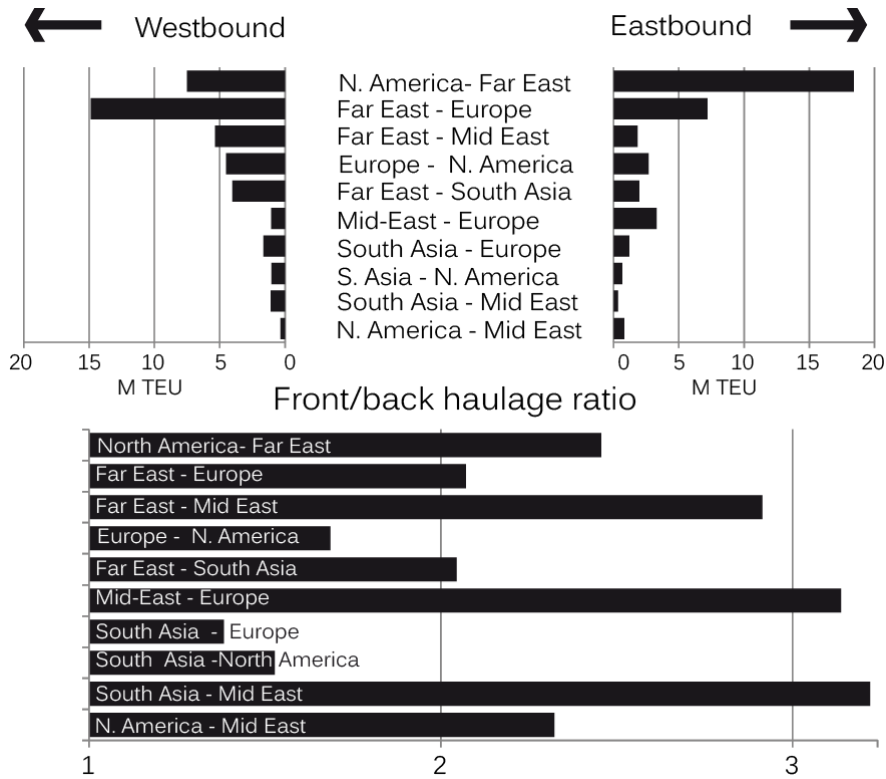 Westbound
Eastbound
N. America- Far East
Far East - Europe
Far East - Mid East
Europe - N. America
Far East - South Asia
Mid-East - Europe
South Asia - Europe
S. Asia - N. America
South Asia - Mid East
N. America - Mid East
20 15 10 5 0
M TEU
0 5 10 15 20
M TEU
Front/back haulage ratio
North America- Far East
Far East - Europe
Far East - Mid East
Europe - N. America
Far East - South Asia
Mid-East - Europe
South Asia - Europe
South Asia -North America
South Asia - Mid East
N. America - Mid East
1 2 3